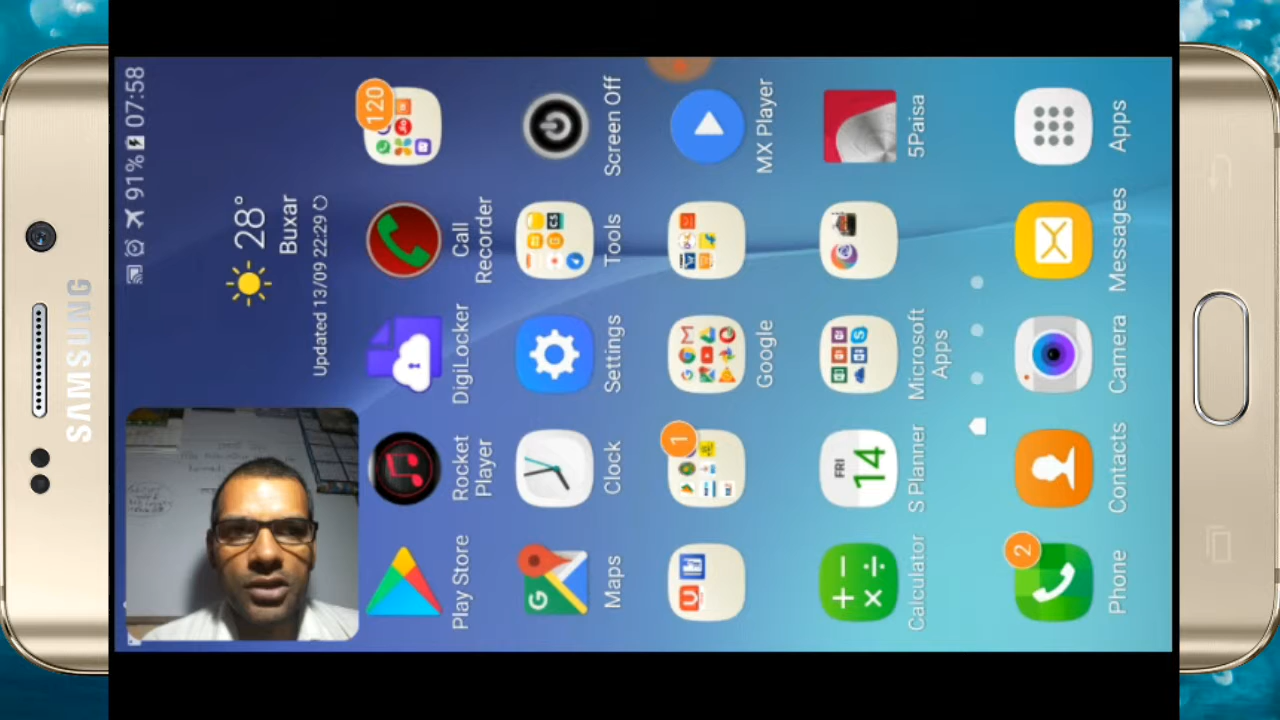 SAMSUNG
91% 07:58
28°
Buxar
Updated 13/09 22:29
120
Play Store
Rocket Player
DigiLocker
Call Recorder
Maps
Clock
Settings
Tools
Screen Off
1
Google
MX Player
Calculator
FRI
14
S Planner
Microsoft Apps
5Paisa
2
Phone
Contacts
Camera
Messages
Apps